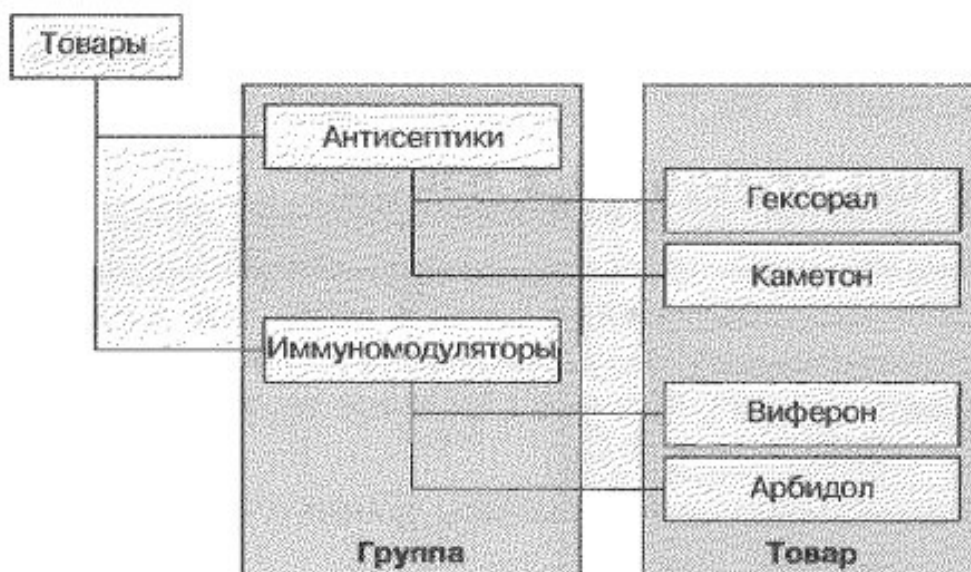 Товары
Антисептики
Гексорал
Каметон
Иммуномодуляторы
Виферон
Арбидол
Группа
Товар